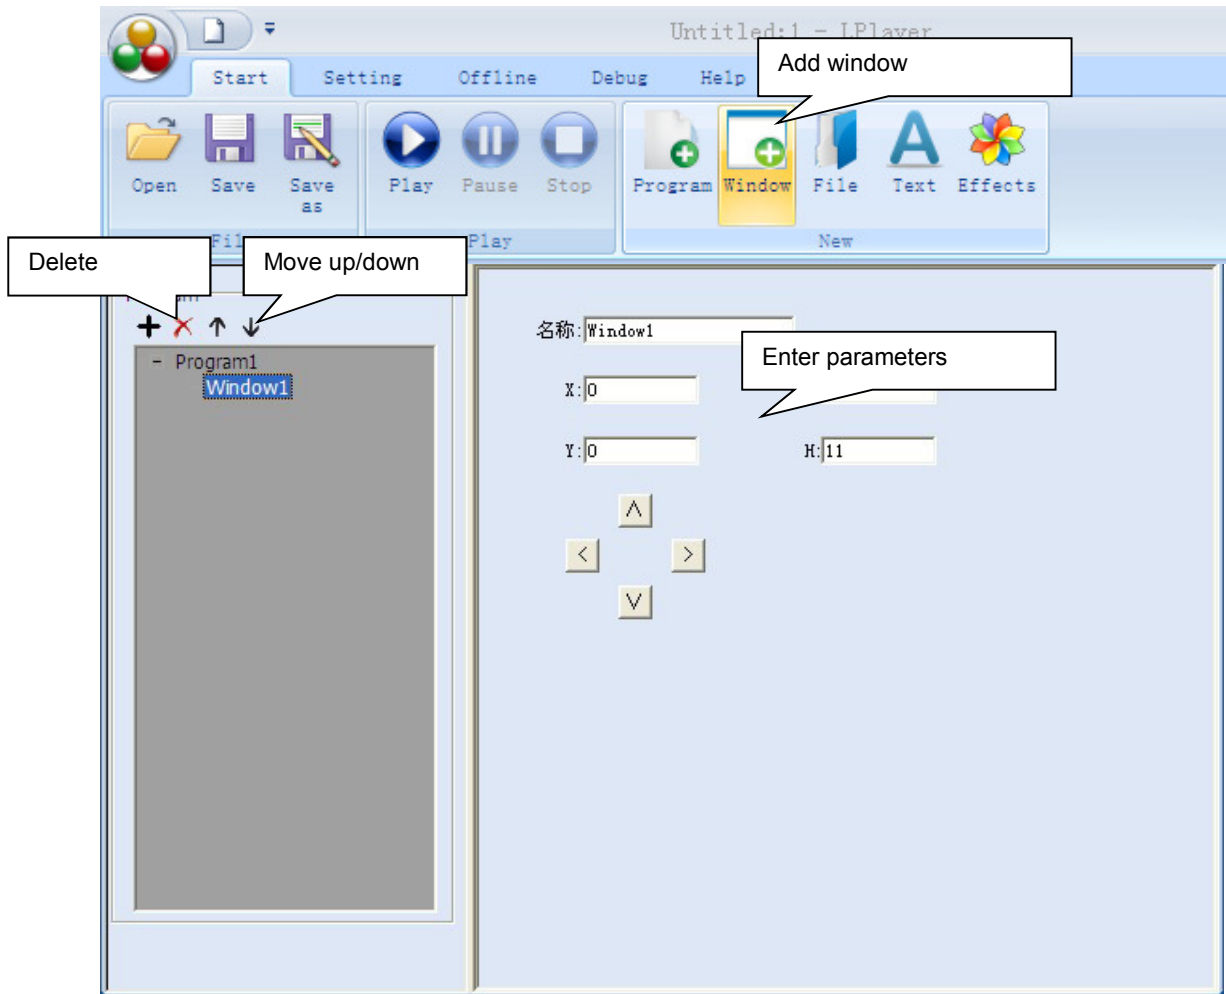 Untitled:1 - LPlayer
Add window
Start Setting Offline Debug Help
Open Save Save as Play Pause Stop Program Window File Text Effects
Play New
Delete
Move up/down
名称:Window1
Enter parameters
- Program1
Window1
X:0
Y:0 H:11